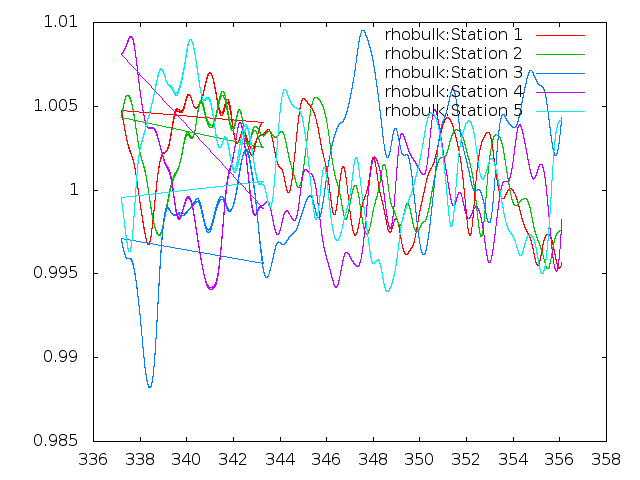 1.01
1.005
1
0.995
0.99
0.985
336 338 340 342 344 346 348 350 352 354 356 358
rhobulk:Station 1
rhobulk:Station 2
rhobulk:Station 3
rhobulk:Station 4
rhobulk:Station 5